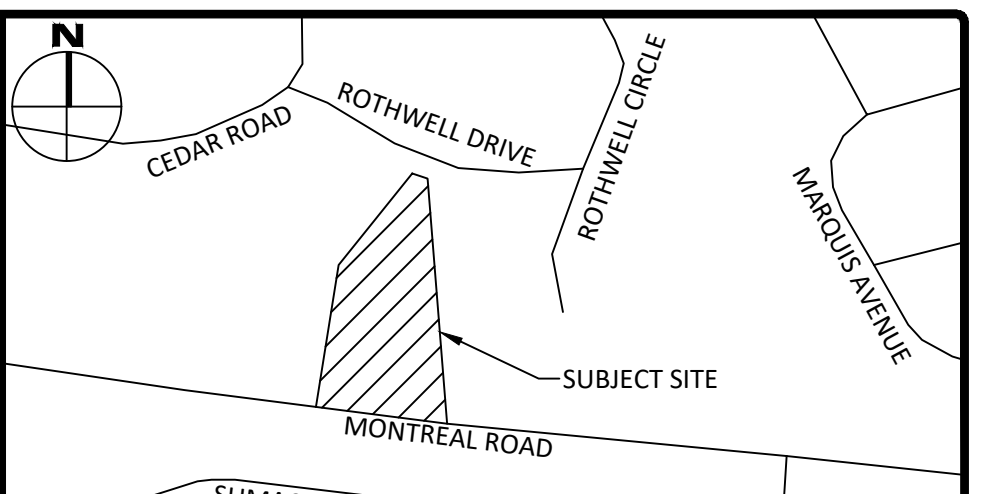 N
CEDAR ROAD
ROTHWELL DRIVE
ROTHWELL CIRCLE
MARQUIS AVENUE
SUBJECT SITE
MONTREAL ROAD